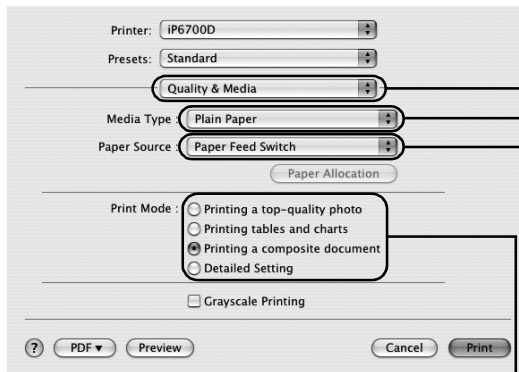 Printer: iP6700D
Presets: Standard
Quality & Media
Media Type : Plain Paper
Paper Source : Paper Feed Switch
Paper Allocation
Print Mode : Printing a top-quality photo
Printing tables and charts
Printing a composite document
Detailed Setting
Grayscale Printing
? PDF ▼ Preview Cancel Print